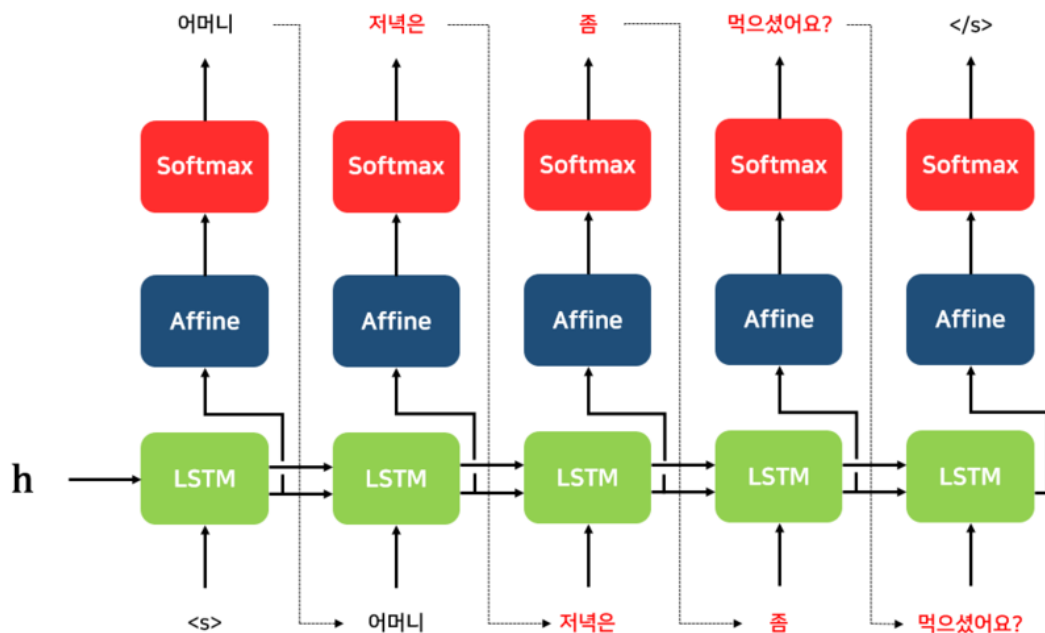 어머니 저녁은 좀 먹으셨어요? </s>
Softmax Softmax Softmax Softmax Softmax
Affine Affine Affine Affine Affine
h LSTM LSTM LSTM LSTM LSTM
<s> 어머니 저녁은 좀 먹으셨어요?